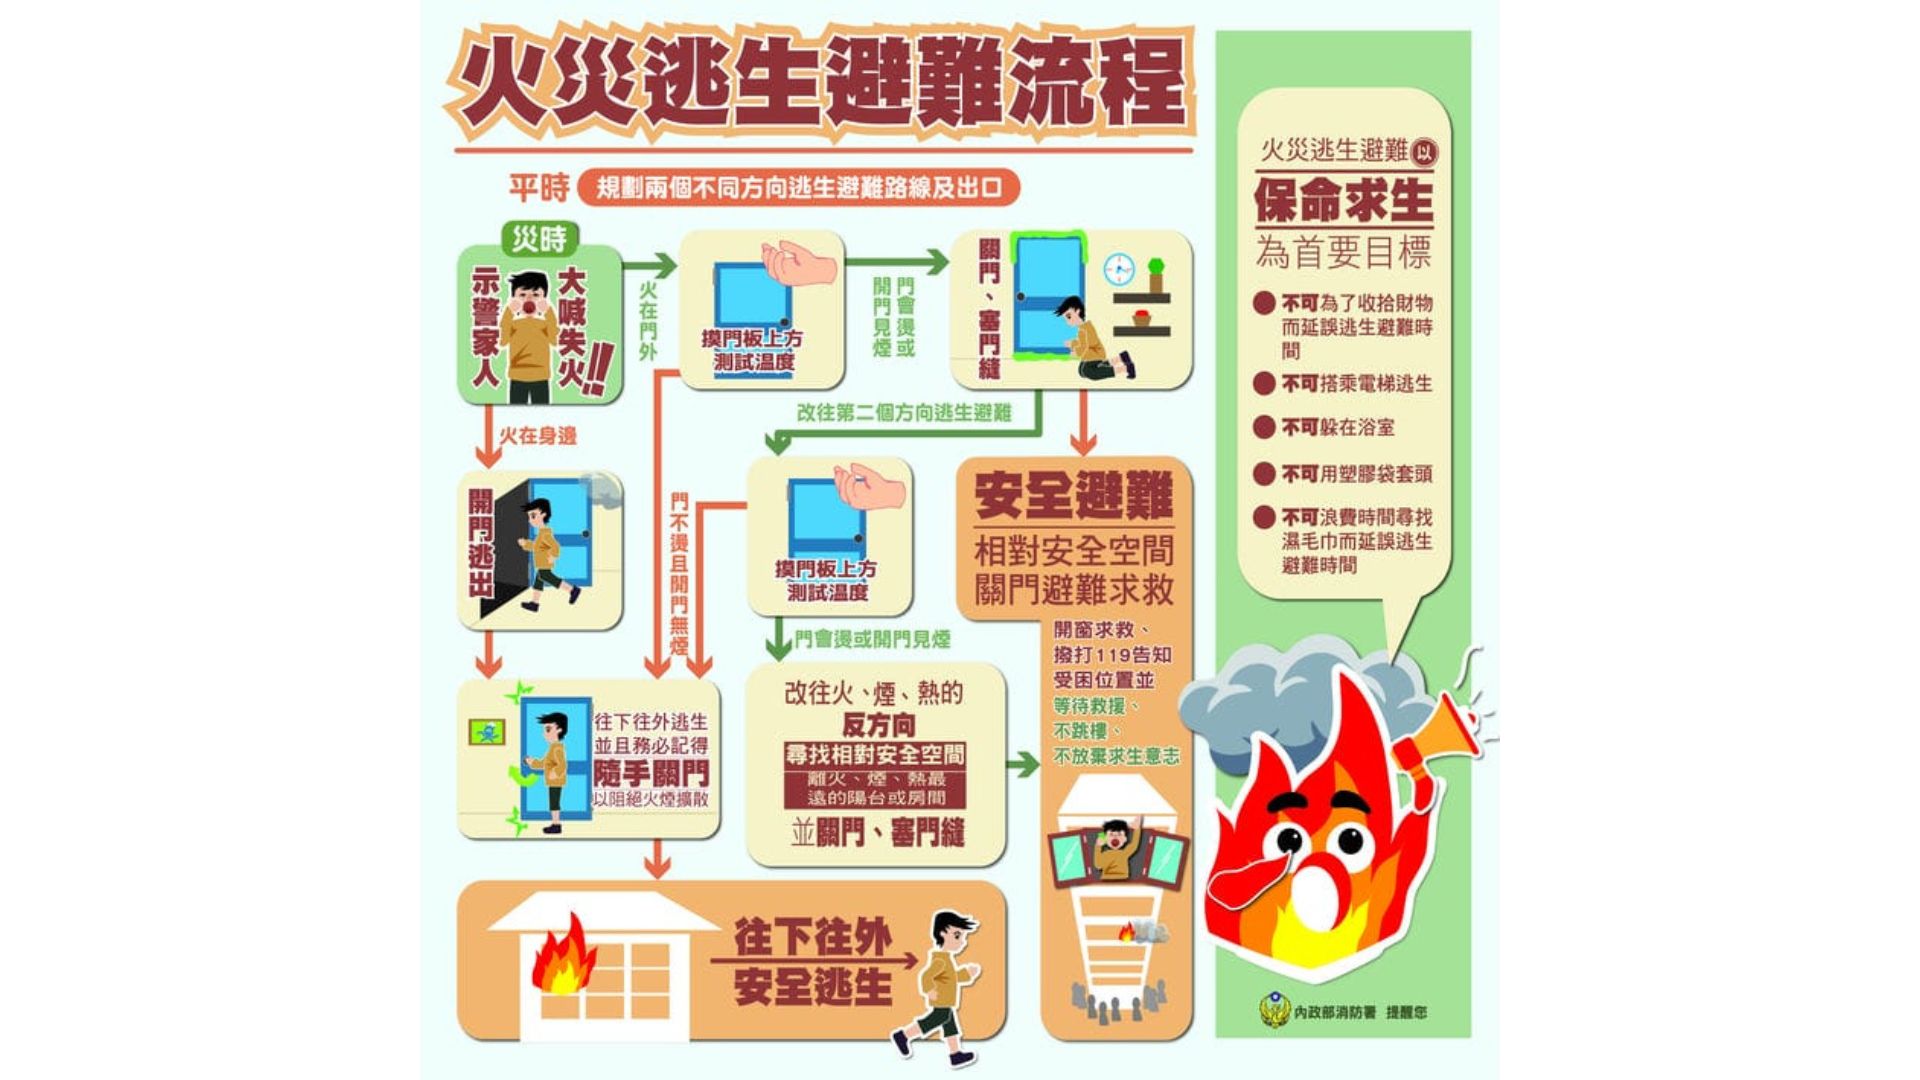 火災逃生避難流程
平時 規劃兩個不同方向逃生避難路線及出口
災時
大喊失火!!
示警家人
火在門外
摸門板上方
測試溫度
門會燙或
開門見煙
關門、塞門縫
改往第二個方向逃生避難
火在身邊
開門逃出
門不燙且開門無煙
摸門板上方
測試溫度
門會燙或開門見煙
安全避難
相對安全空間
關門避難求救
開窗求救、
撥打119告知
受困位置並
等待救援、
不跳樓、
不放棄求生意志
往下往外逃生
並且務必記得
隨手關門
以阻絕火煙擴散
改往火、煙、熱的
反方向
尋找相對安全空間
離火、煙、熱最
遠的陽台或房間
並關門、塞門縫
往下往外
安全逃生
火災逃生避難以
保命求生
為首要目標
不可為了收拾財物
而延誤逃生避難時
間
不可搭乘電梯逃生
不可躲在浴室
不可用塑膠袋套頭
不可浪費時間尋找
濕毛巾而延誤逃生
避難時間
內政部消防署 提醒您